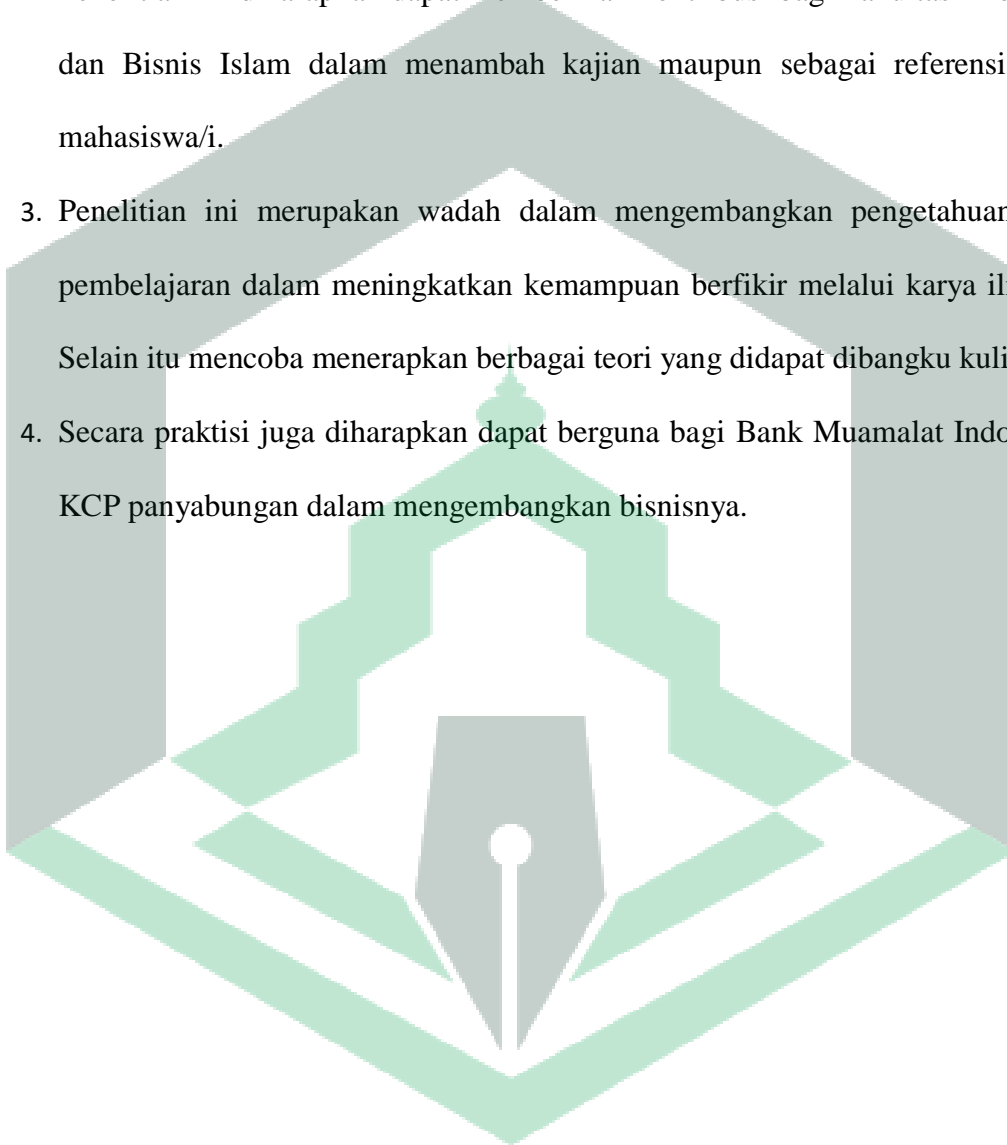 dan Bisnis Islam dalam menambah kajian maupun sebagai referensi
mahasiswa/i.
3. Penelitian ini merupakan wadah dalam mengembangkan pengetahuan
pembelajaran dalam meningkatkan kemampuan berfikir melalui karya
Selain itu mencoba menerapkan berbagai teori yang didapat dibangku
4. Secara praktisi juga diharapkan dapat berguna bagi Bank Muamalat
KCP panyabungan dalam mengembangkan bisnisnya.